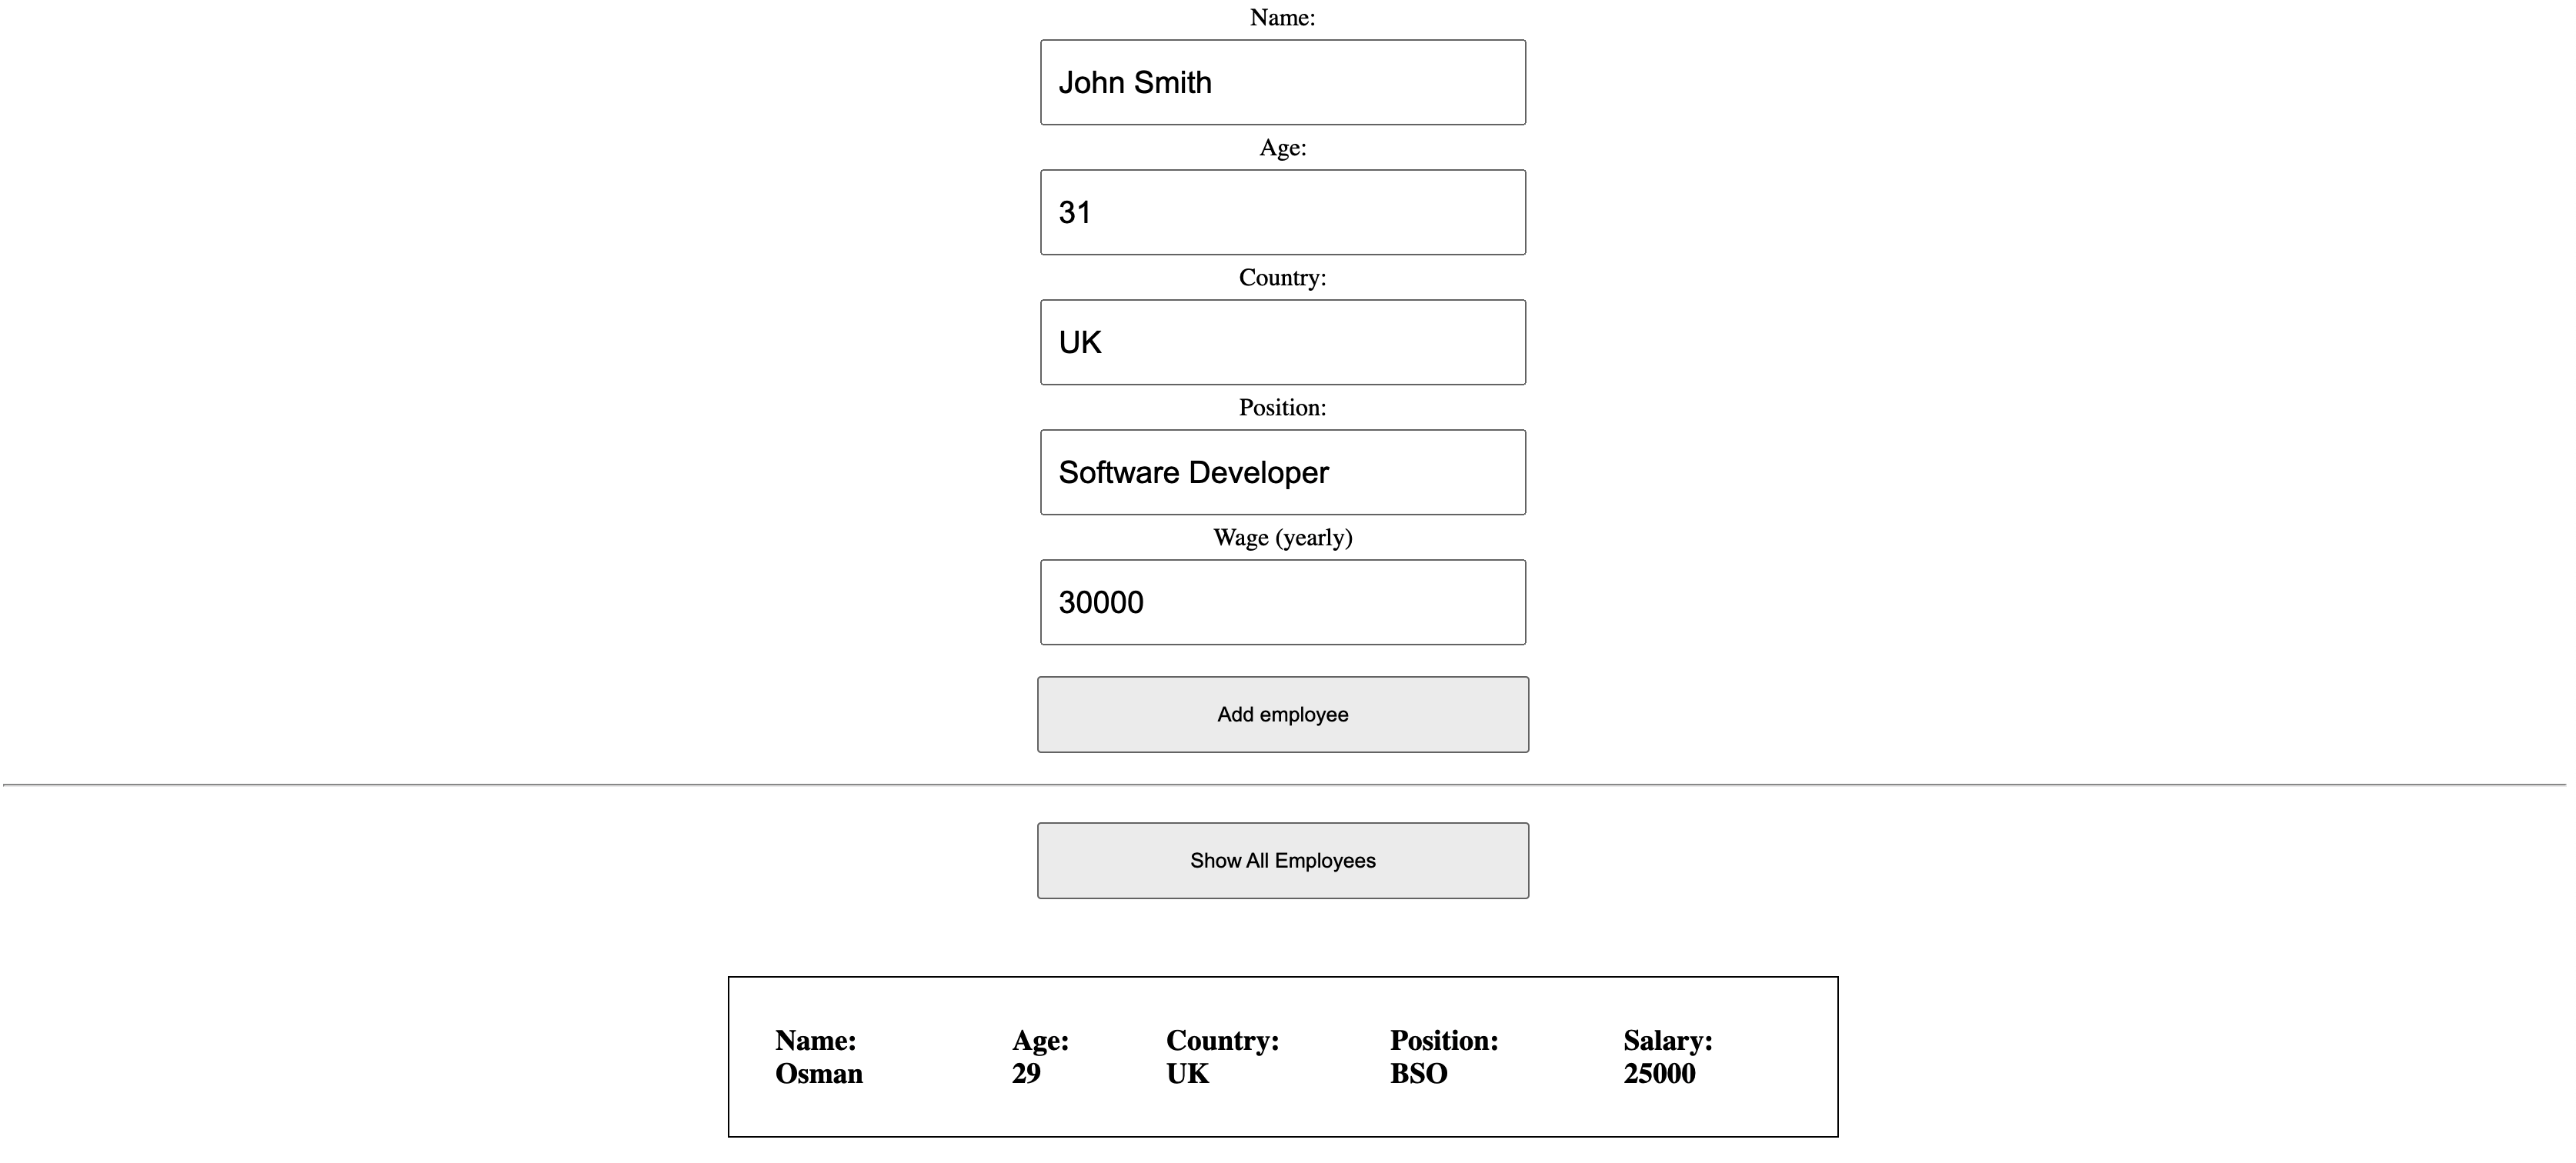 Name:
John Smith
Age:
31
Country:
UK
Position:
Software Developer
Wage (yearly)
30000
Add employee
Show All Employees
Name: Age: Country: Position: Salary:
Osman 29 UK BSO 25000